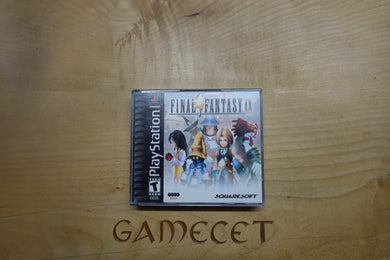 FINAL FANTASY IX
PlayStation
T
SQUARESOFT
GAMECET